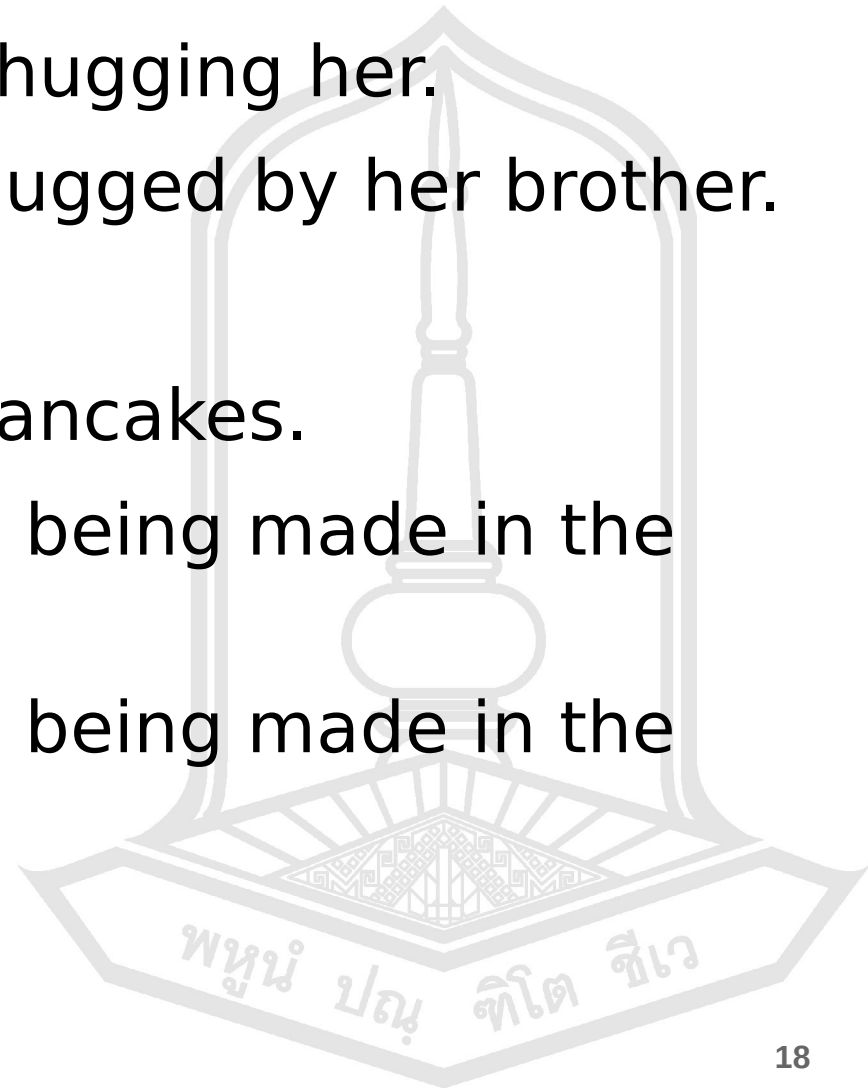 hugging her.
ugged by her brother.
ancakes.
being made in the
being made in the
พหูนํ ปณฺ ฑิโต ชีเว
18